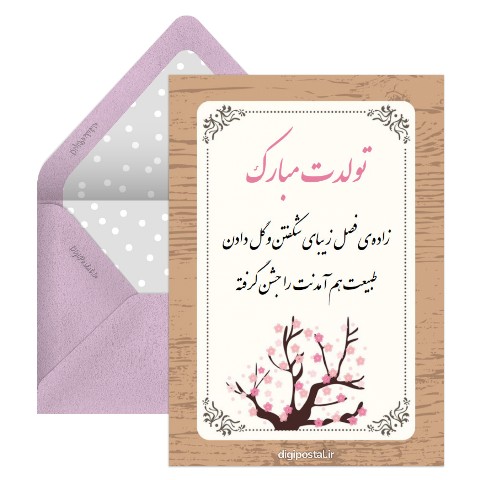 تولدت مبارک
زاده‌ی فصل زیبای شکفتن و گل دادن
طبیعت هم آمدنت را جشن گرفته
digipostal.ir